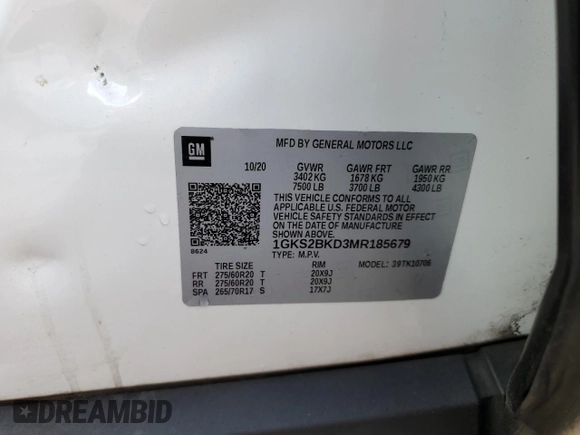 GM
MFD BY GENERAL MOTORS LLC
10/20 GVWR GAWR FRT GAWR RR
3402 KG 1678 KG 1950 KG
7500 LB 3700 LB 4300 LB
THIS VEHICLE CONFORMS TO ALL
APPLICABLE U.S. FEDERAL MOTOR
VEHICLE SAFETY STANDARDS IN EFFECT
ON THE DATE OF MANUFACTURE
SHOWN ABOVE.
1GKS2BKD3MR185679
8624 TYPE: M.P.V. MODEL: 39TK10706
TIRE SIZE RIM
FRT 275/60R20 T 20X9J
RR 275/60R20 T 20X9J
SPA 265/70R17 S 17X7J
DREAMBID